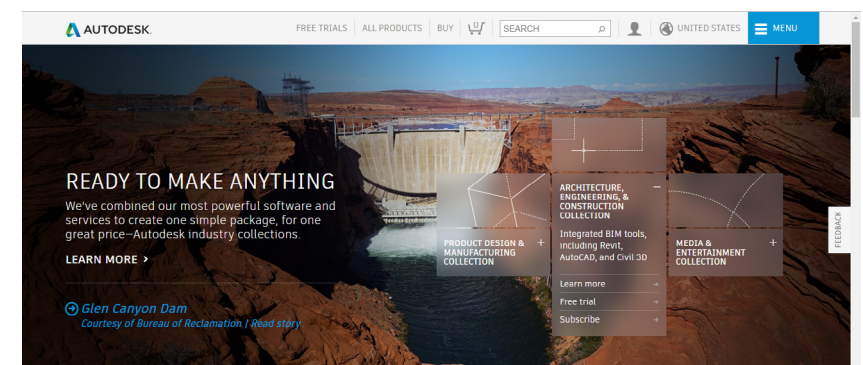 AUTODESK.
FREE TRIALS
ALL PRODUCTS
BUY
0
SEARCH
UNITED STATES
MENU
READY TO MAKE ANYTHING
We've combined our most powerful software and
services to create one simple package, for one
great price—Autodesk industry collections.
LEARN MORE >
Glen Canyon Dam
Courtesy of Bureau of Reclamation I Read story
PRODUCT DESIGN &
MANUFACTURING
COLLECTION
ARCHITECTURE,
ENGINEERING, &
CONSTRUCTION
COLLECTION
Integrated BIM tools,
including Revit,
AutoCAD, and Civil 3D
Learn more
Free trial
Subscribe
MEDIA &
ENTERTAINMENT
COLLECTION
FEEDBACK